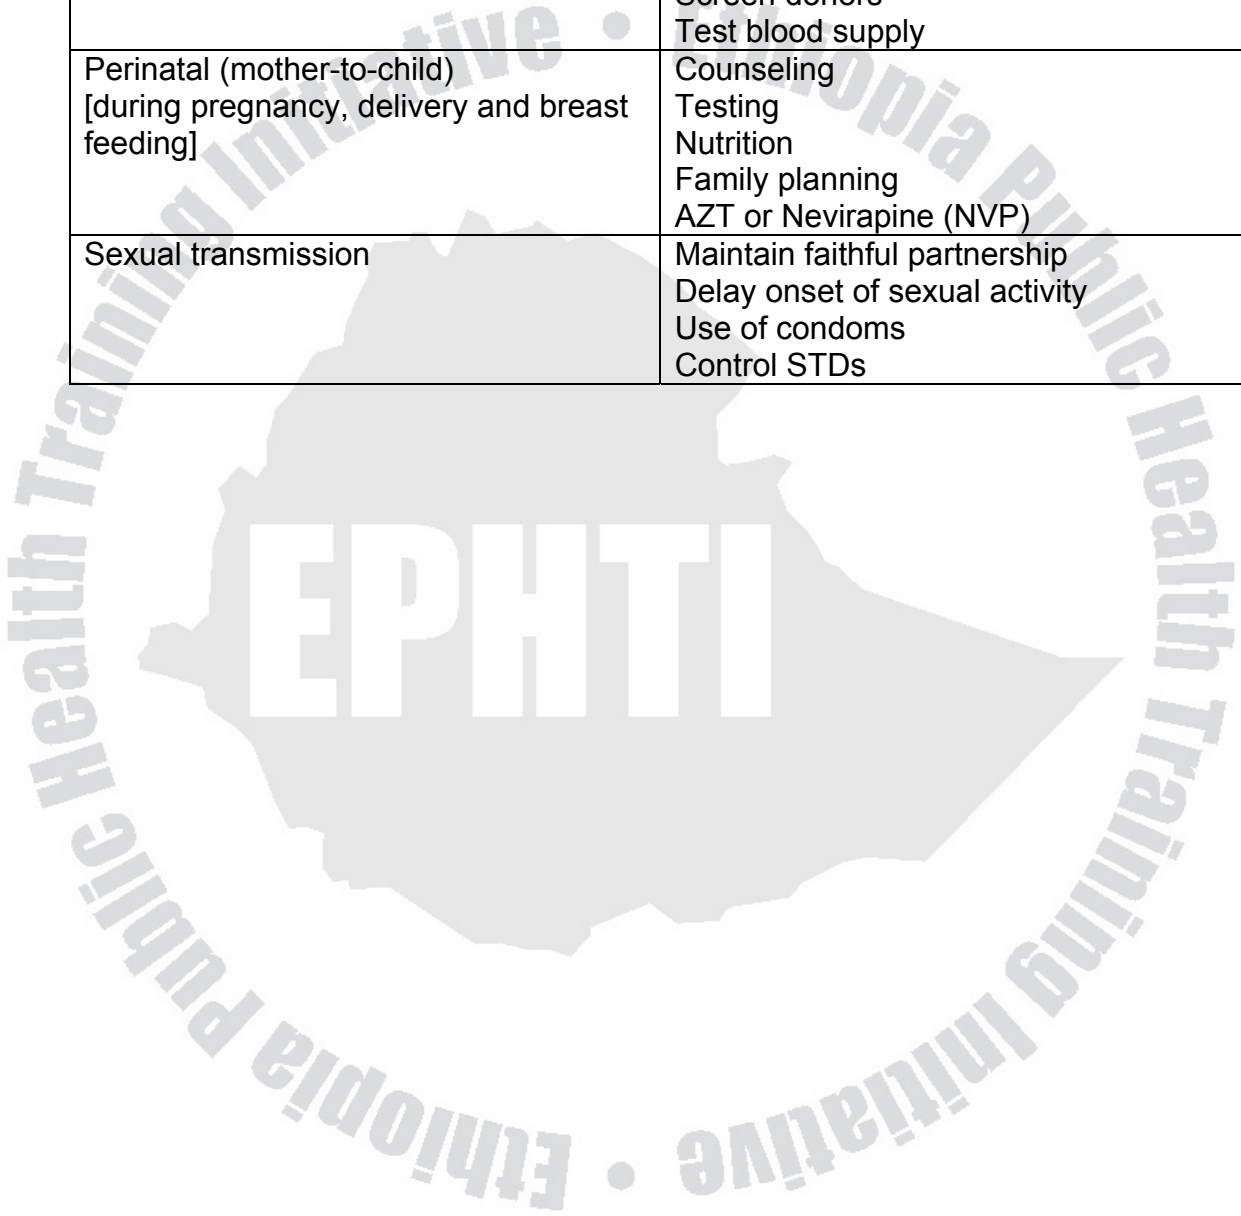 Screen donors
Test blood supply
Perinatal (mother-to-child)
[during pregnancy, delivery and breast
feeding]
Counseling
Testing
Nutrition
Family planning
AZT or Nevirapine (NVP)
Sexual transmission
Maintain faithful partnership
Delay onset of sexual activity
Use of condoms
Control STDs
EPHTI
Ethiopia Public Health Training Initiative • Ethiopia Public Health Training Initiative •